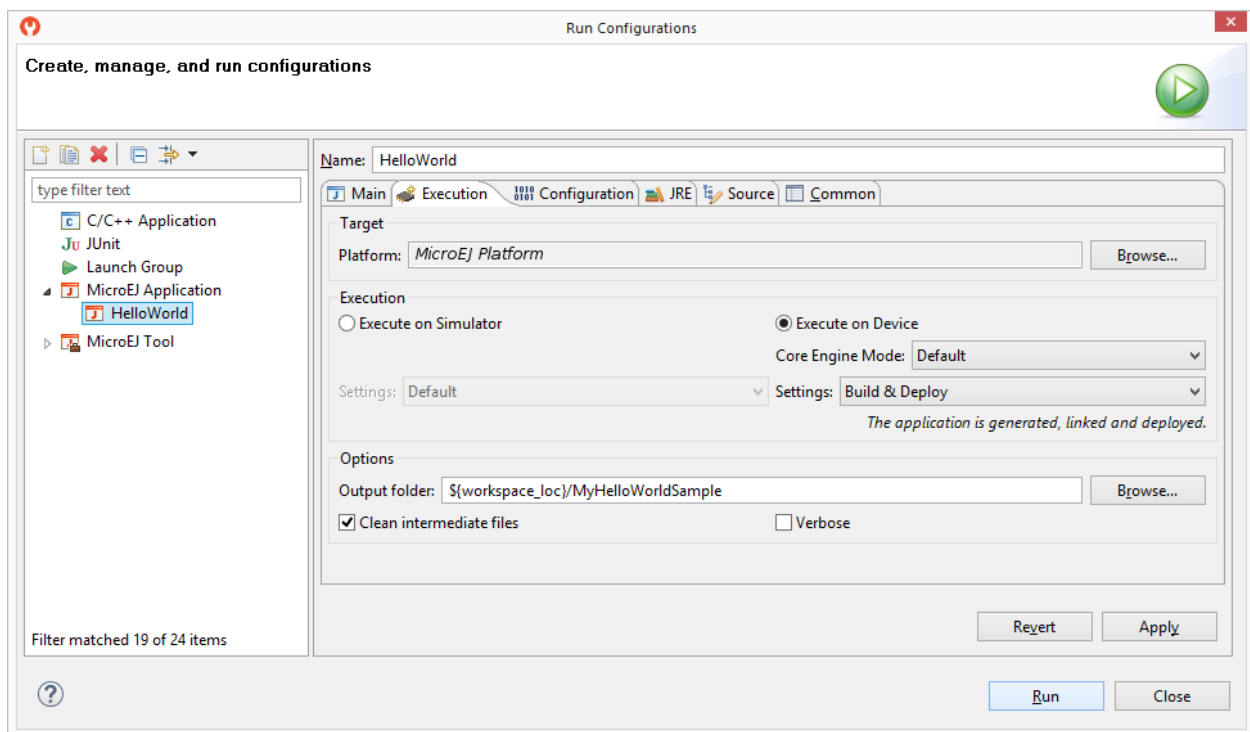 Run Configurations
Create, manage, and run configurations
type filter text
C/C++ Application
JUnit
Launch Group
MicroEJ Application
HelloWorld
MicroEJ Tool
Filter matched 19 of 24 items
Name: HelloWorld
Main Execution Configuration JRE Source Common
Target
Platform: MicroEJ Platform Browse...
Execution
Execute on Simulator Execute on Device
Core Engine Mode: Default
Settings: Default Settings: Build & Deploy
The application is generated, linked and deployed.
Options
Output folder: ${workspace_loc}/MyHelloWorldSample Browse...
Clean intermediate files Verbose
Revert Apply
Run Close